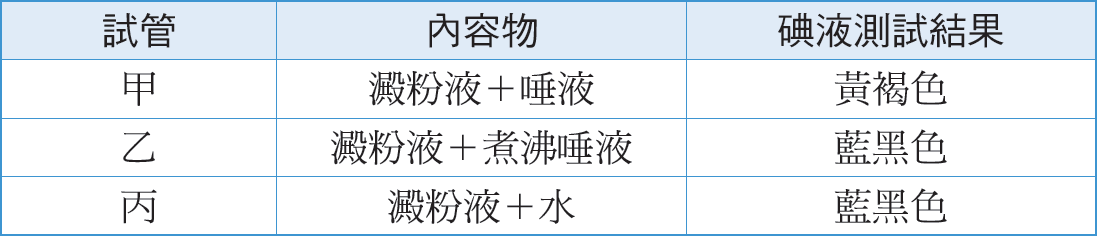 試管 內容物 碘液測試結果
甲 澱粉液＋唾液 黃褐色
乙 澱粉液＋煮沸唾液 藍黑色
丙 澱粉液＋水 藍黑色